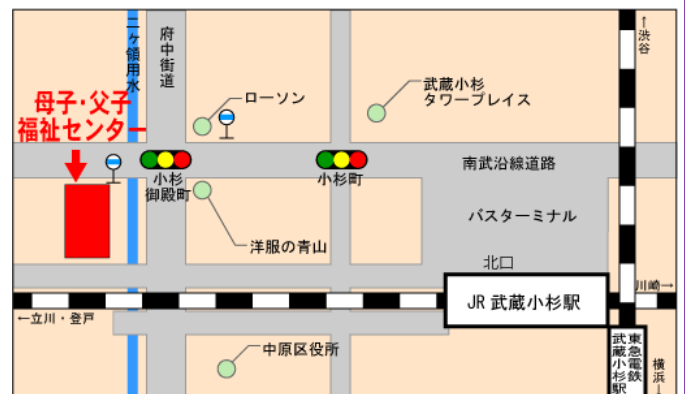 二ヶ領用水
府中街道
↑渋谷
母子・父子
福祉センター
ローソン
武蔵小杉
タワープレイス
小杉
御殿町
小杉町
南武沿線道路
バスターミナル
洋服の青山
北口
川崎→
JR 武蔵小杉駅
←立川・登戸
中原区役所
東急電鉄
武蔵小杉駅
横浜↓